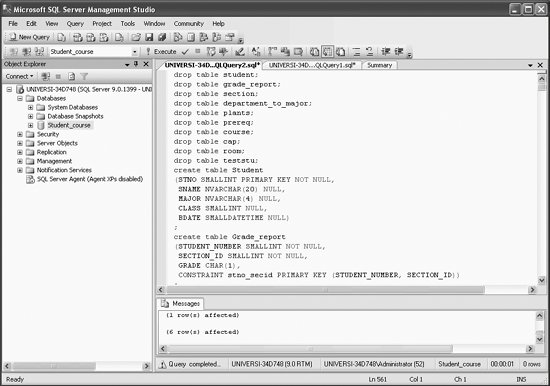 Microsoft SQL Server Management Studio
File Edit View Query Project Tools Window Community Help
New Query
Student_course Execute
Object Explorer
Connect
UNIVERSI-34D748 (SQL Server 9.0.1399 - UNIVERSI-34D
Databases
System Databases
Database Snapshots
Student_course
Security
Server Objects
Replication
Management
Notification Services
SQL Server Agent (Agent XPs disabled)
UNIVERSI-34D...QLQuery2.sql* UNIVERSI-34D...QLQuery1.sql* Summary
drop table student;
drop table grade_report;
drop table section;
drop table department_to_major;
drop table plants;
drop table prereq;
drop table course;
drop table cap;
drop table room;
drop table teststu;
create table Student
(STNO SMALLINT PRIMARY KEY NOT NULL,
SNAME NVARCHAR(20) NULL,
MAJOR NVARCHAR(4) NULL,
CLASS SMALLINT NULL,
BDATE SMALLDATETIME NULL)
;
create table Grade_report
(STUDENT_NUMBER SMALLINT NOT NULL,
SECTION_ID SMALLINT NOT NULL,
GRADE CHAR(1),
CONSTRAINT stno_secid PRIMARY KEY (STUDENT_NUMBER, SECTION_ID))
Messages
(1 row(s) affected)
(6 row(s) affected)
Query completed... UNIVERSI-34D748 (9.0 RTM) UNIVERSI-34D748\Administrator (52) Student_course 00:00:01 0 rows
Ready Ln 561 Col 1 Ch 1 INS